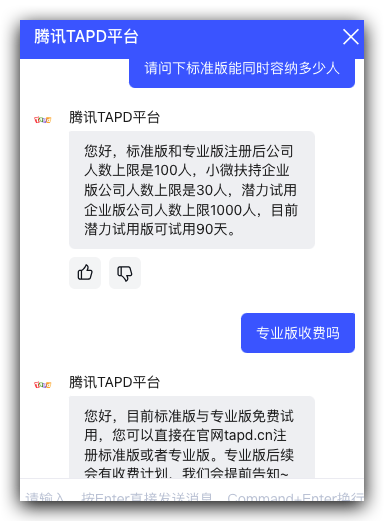 腾讯TAPD平台
请问下标准版能同时容纳多少人
腾讯TAPD平台
您好，标准版和专业版注册后公司
人数上限是100人，小微扶持企业
版公司人数上限是30人，潜力试用
企业版公司人数上限1000人，目前
潜力试用版可试用90天。
专业版收费吗
腾讯TAPD平台
您好，目前标准版与专业版免费试
用，您可以直接在官网tapd.cn注
册标准版或者专业版。专业版后续
会有收费计划，我们会提前告知~
请输入，按Enter直接发送消息，Command+Enter换行